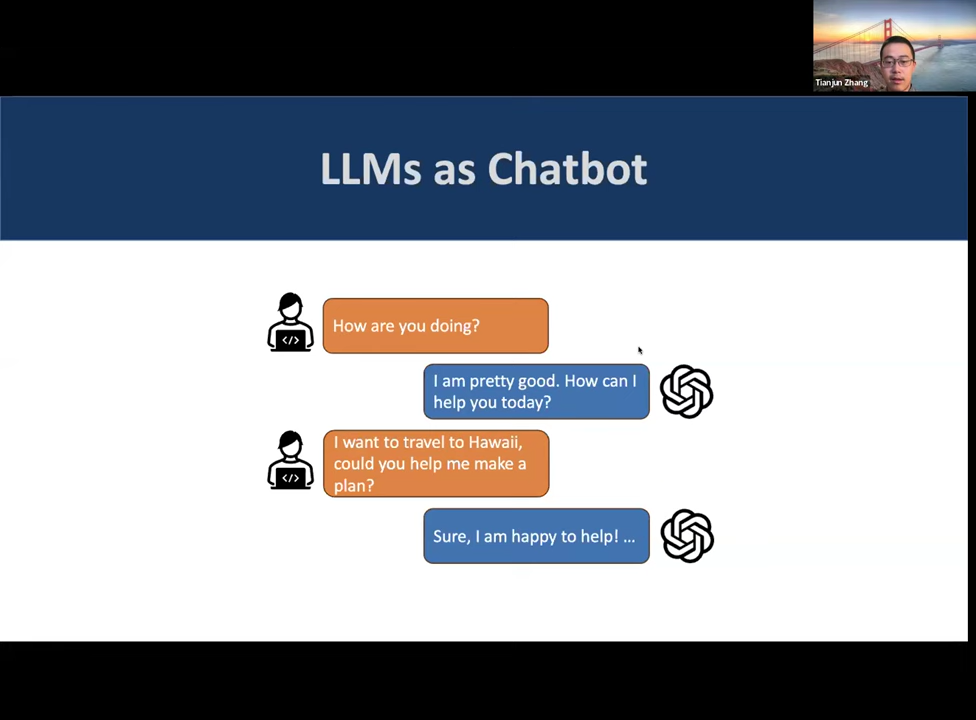 Tianjun Zhang
LLMs as Chatbot
How are you doing?
I am pretty good. How can I
help you today?
I want to travel to Hawaii,
could you help me make a
plan?
Sure, I am happy to help! ...